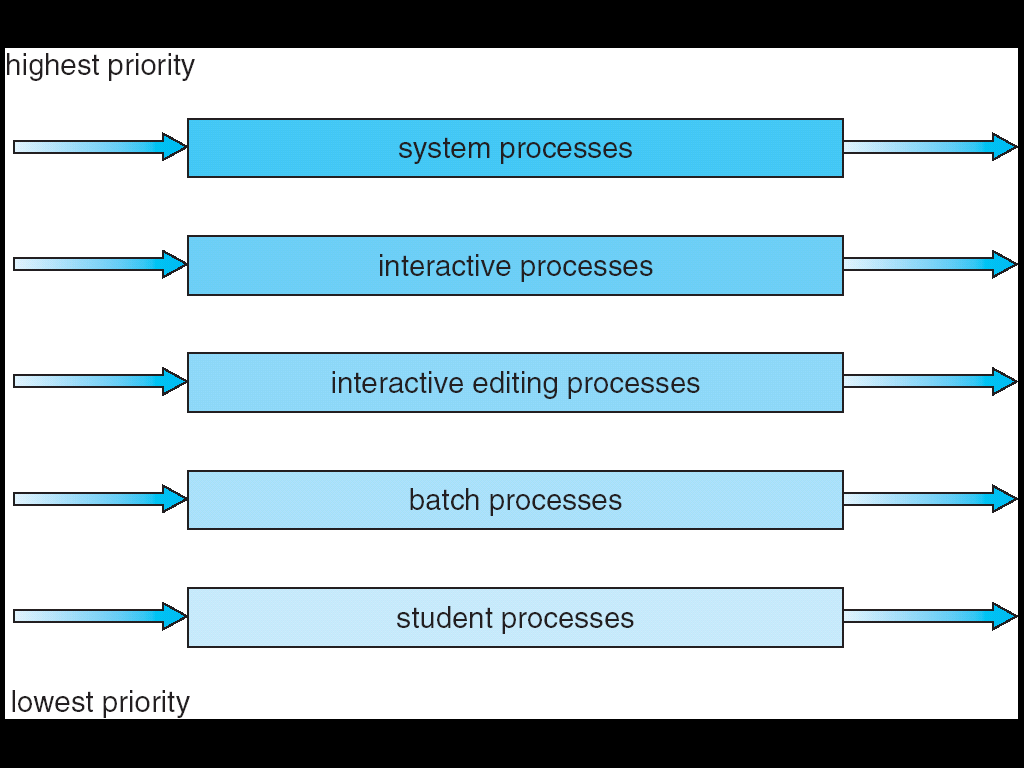 highest priority
system processes
interactive processes
interactive editing processes
batch processes
student processes
lowest priority